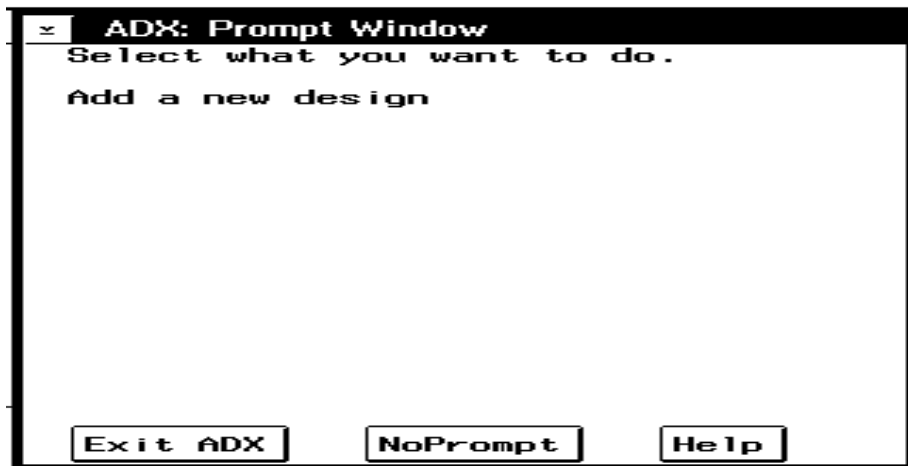 ADX: Prompt Window
Select what you want to do.
Add a new design
Exit ADX NoPrompt Help